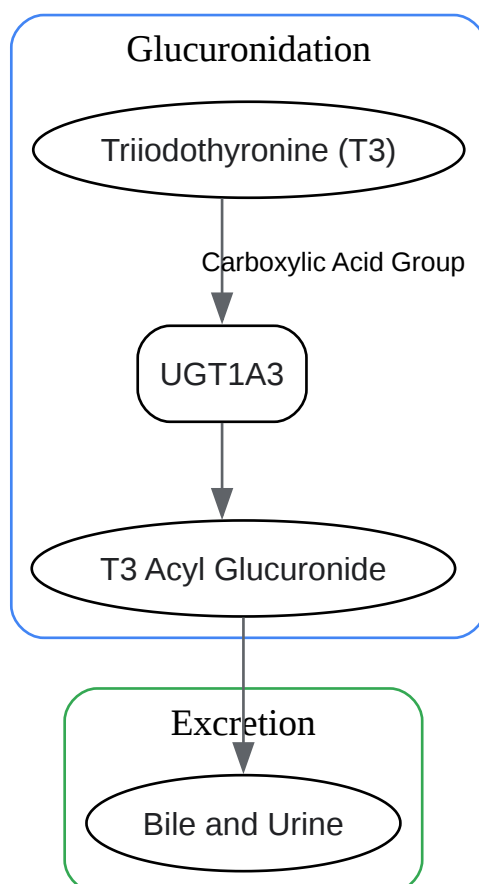 Glucuronidation
Triiodothyronine (T3)
Carboxylic Acid Group
UGT1A3
T3 Acyl Glucuronide
Excretion
Bile and Urine